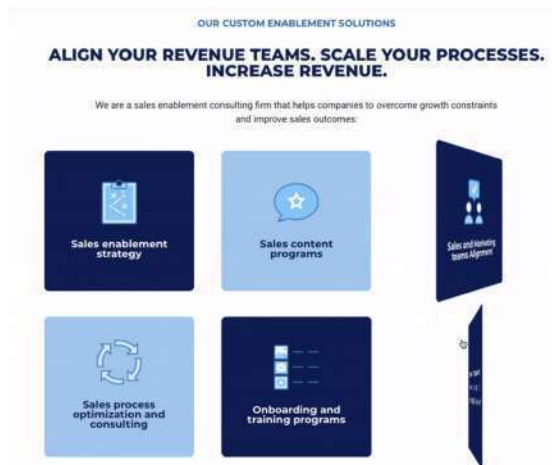 OUR CUSTOM ENABLEMENT SOLUTIONS
ALIGN YOUR REVENUE TEAMS. SCALE YOUR PROCESSES.
INCREASE REVENUE.
We are a sales enablement consulting firm that helps companies to overcome growth constraints
and improve sales outcomes:
Sales enablement
strategy
Sales content
programs
Sales and Marketing
teams Alignment
Sales process
optimization and
consulting
Onboarding and
training programs